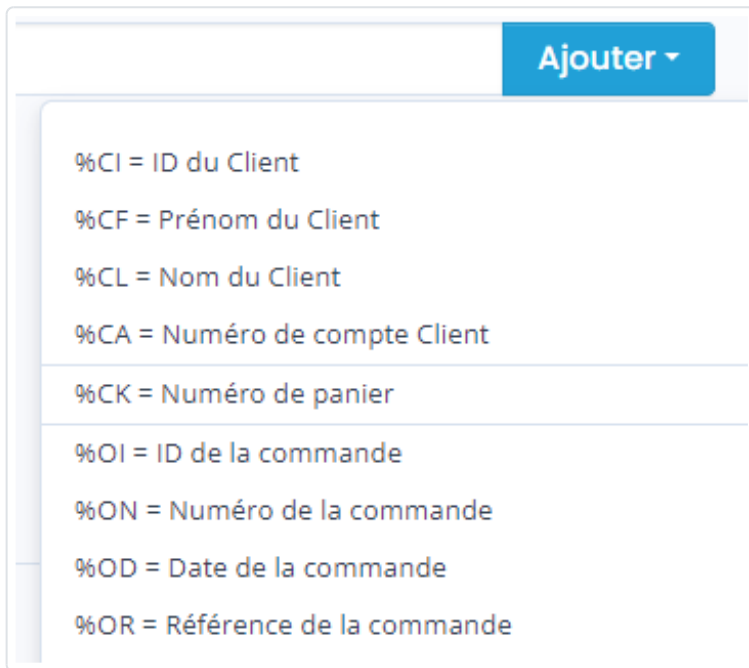 Ajouter
%CI = ID du Client
%CF = Prénom du Client
%CL = Nom du Client
%CA = Numéro de compte Client
%CK = Numéro de panier
%OI = ID de la commande
%ON = Numéro de la commande
%OD = Date de la commande
%OR = Référence de la commande